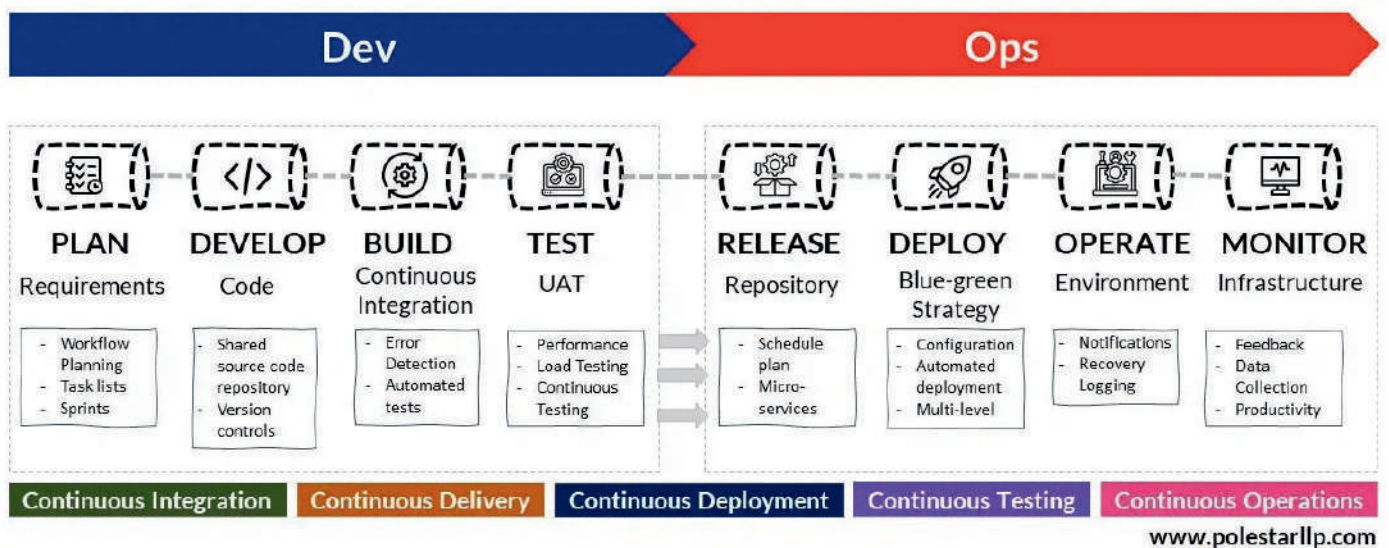 Dev
Ops
PLAN
Requirements
- Workflow
Planning
- Task lists
- Sprints
DEVELOP
Code
- Shared
source code
repository
- Version
controls
BUILD
Continuous
Integration
- Error
Detection
- Automated
tests
TEST
UAT
- Performance
- Load Testing
- Continuous
Testing
RELEASE
Repository
- Schedule
plan
- Micro-
services
DEPLOY
Blue-green
Strategy
- Configuration
- Automated
deployment
- Multi-level
OPERATE
Environment
- Notifications
- Recovery
Logging
MONITOR
Infrastructure
- Feedback
- Data
Collection
- Productivity
Continuous Integration
Continuous Delivery
Continuous Deployment
Continuous Testing
Continuous Operations
www.polestarllp.com